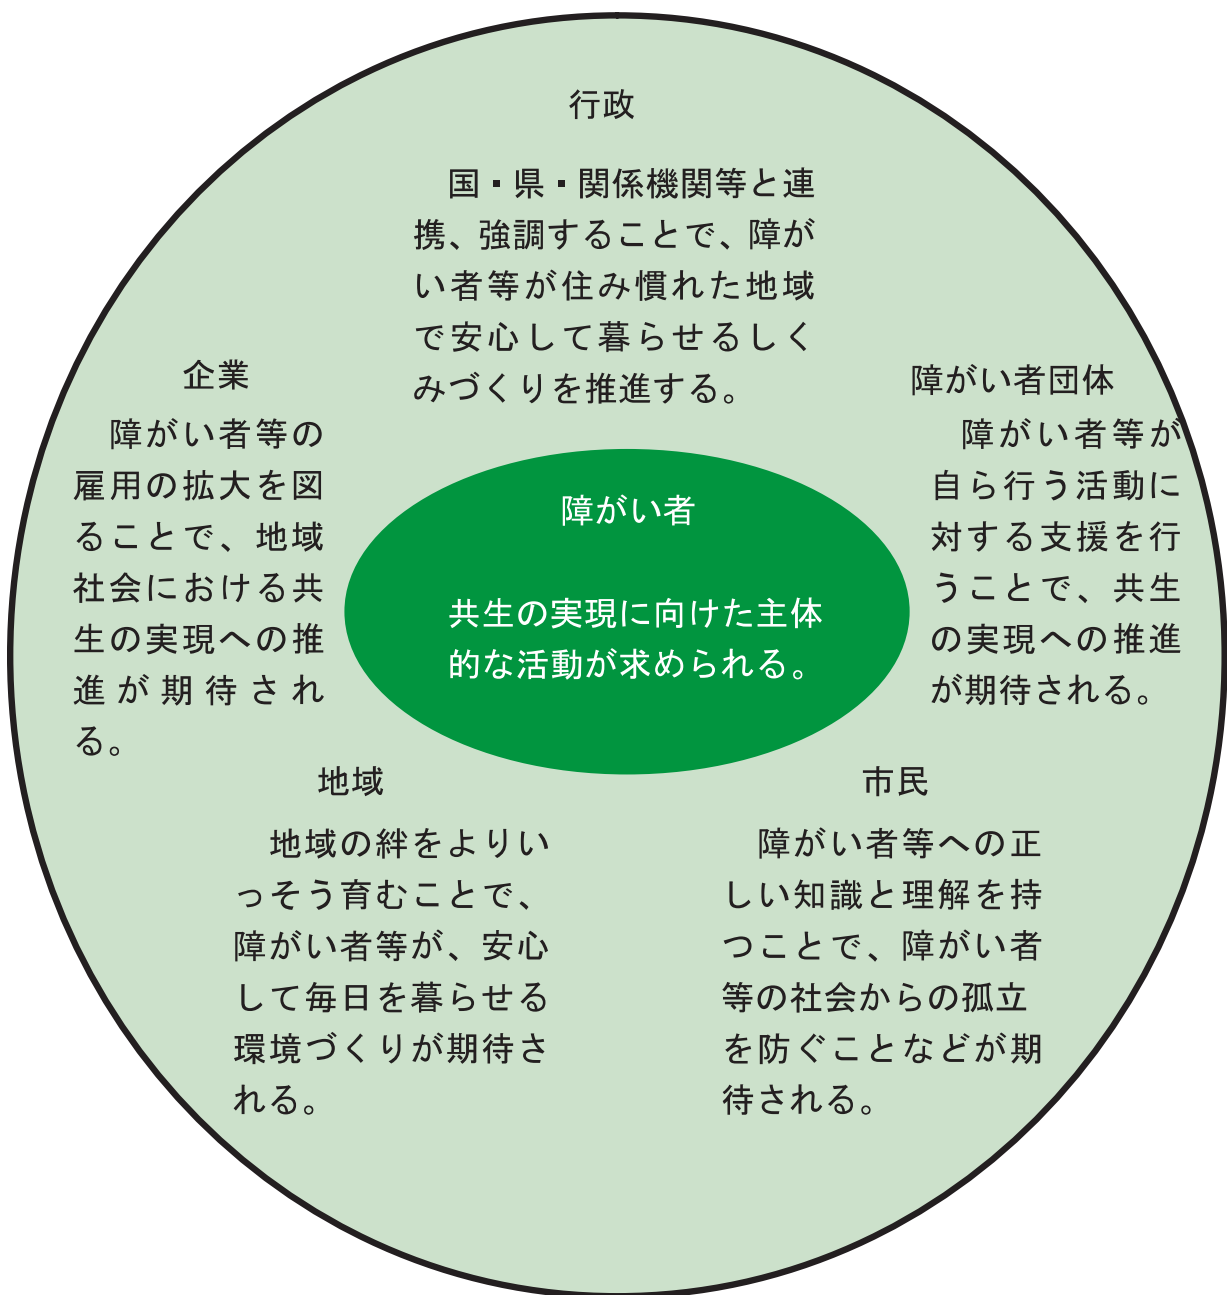 行政
国・県・関係機関等と連
携、強調することで、障が
い者等が住み慣れた地域
で安心して暮らせるしく
みづくりを推進する。
企業
障がい者等の
雇用の拡大を図
ることで、地域
社会における共
生の実現への推
進が期待され
る。
障がい者団体
障がい者等が
自ら行う活動に
対する支援を行
うことで、共生
の実現への推進
が期待される。
障がい者
共生の実現に向けた主体
的な活動が求められる。
地域
地域の絆をよりい
っそう育むことで、
障がい者等が、安心
して毎日を暮らせる
環境づくりが期待さ
れる。
市民
障がい者等への正
しい知識と理解を持
つことで、障がい者
等の社会からの孤立
を防ぐことなどが期
待される。